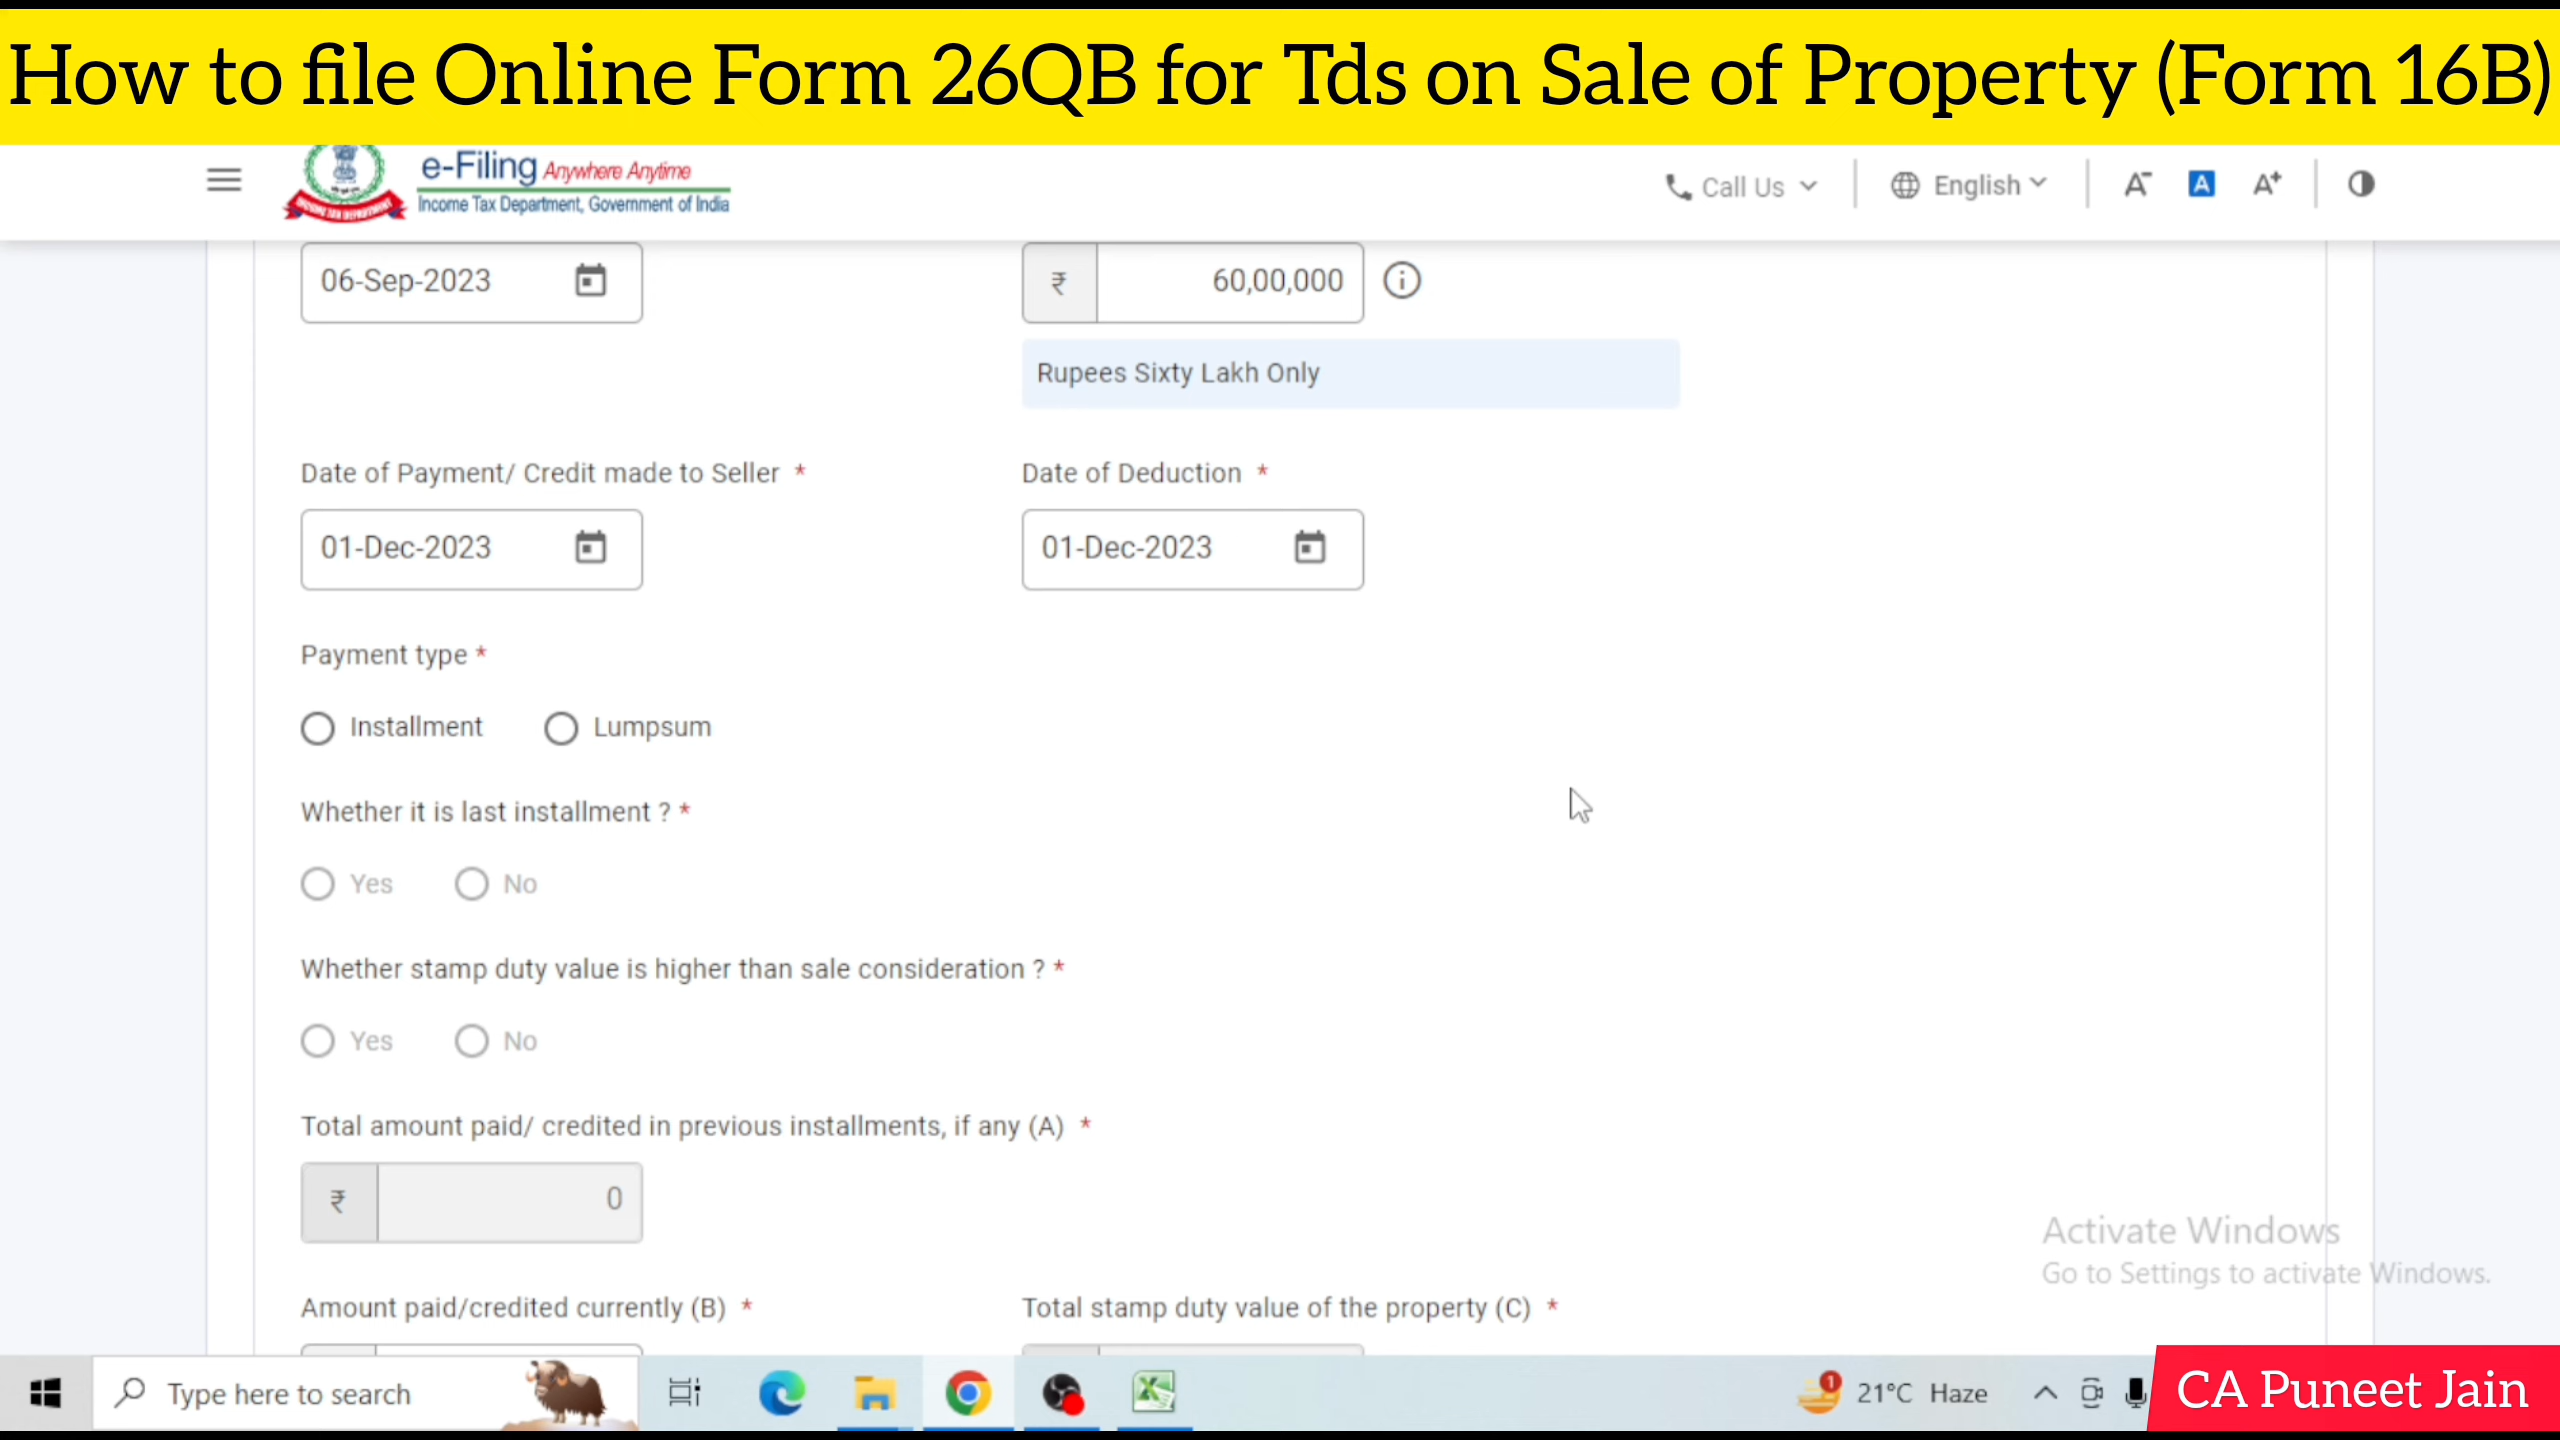 How to file Online Form 26QB for Tds on Sale of Property (Form 16B)
e-Filing Anywhere Anytime
Income Tax Department, Government of India
Call Us
English
A-
A
A+
INCOME TAX DEPARTMENT
06-Sep-2023
₹ 60,00,000
Rupees Sixty Lakh Only
Date of Payment/ Credit made to Seller *
Date of Deduction *
01-Dec-2023
01-Dec-2023
Payment type *
Installment
Lumpsum
Whether it is last installment ? *
Yes
No
Whether stamp duty value is higher than sale consideration ? *
Yes
No
Total amount paid/ credited in previous installments, if any (A) *
₹ 0
Activate Windows
Go to Settings to activate Windows.
Amount paid/credited currently (B) *
Total stamp duty value of the property (C) *
Type here to search
1
21°C Haze
CA Puneet Jain